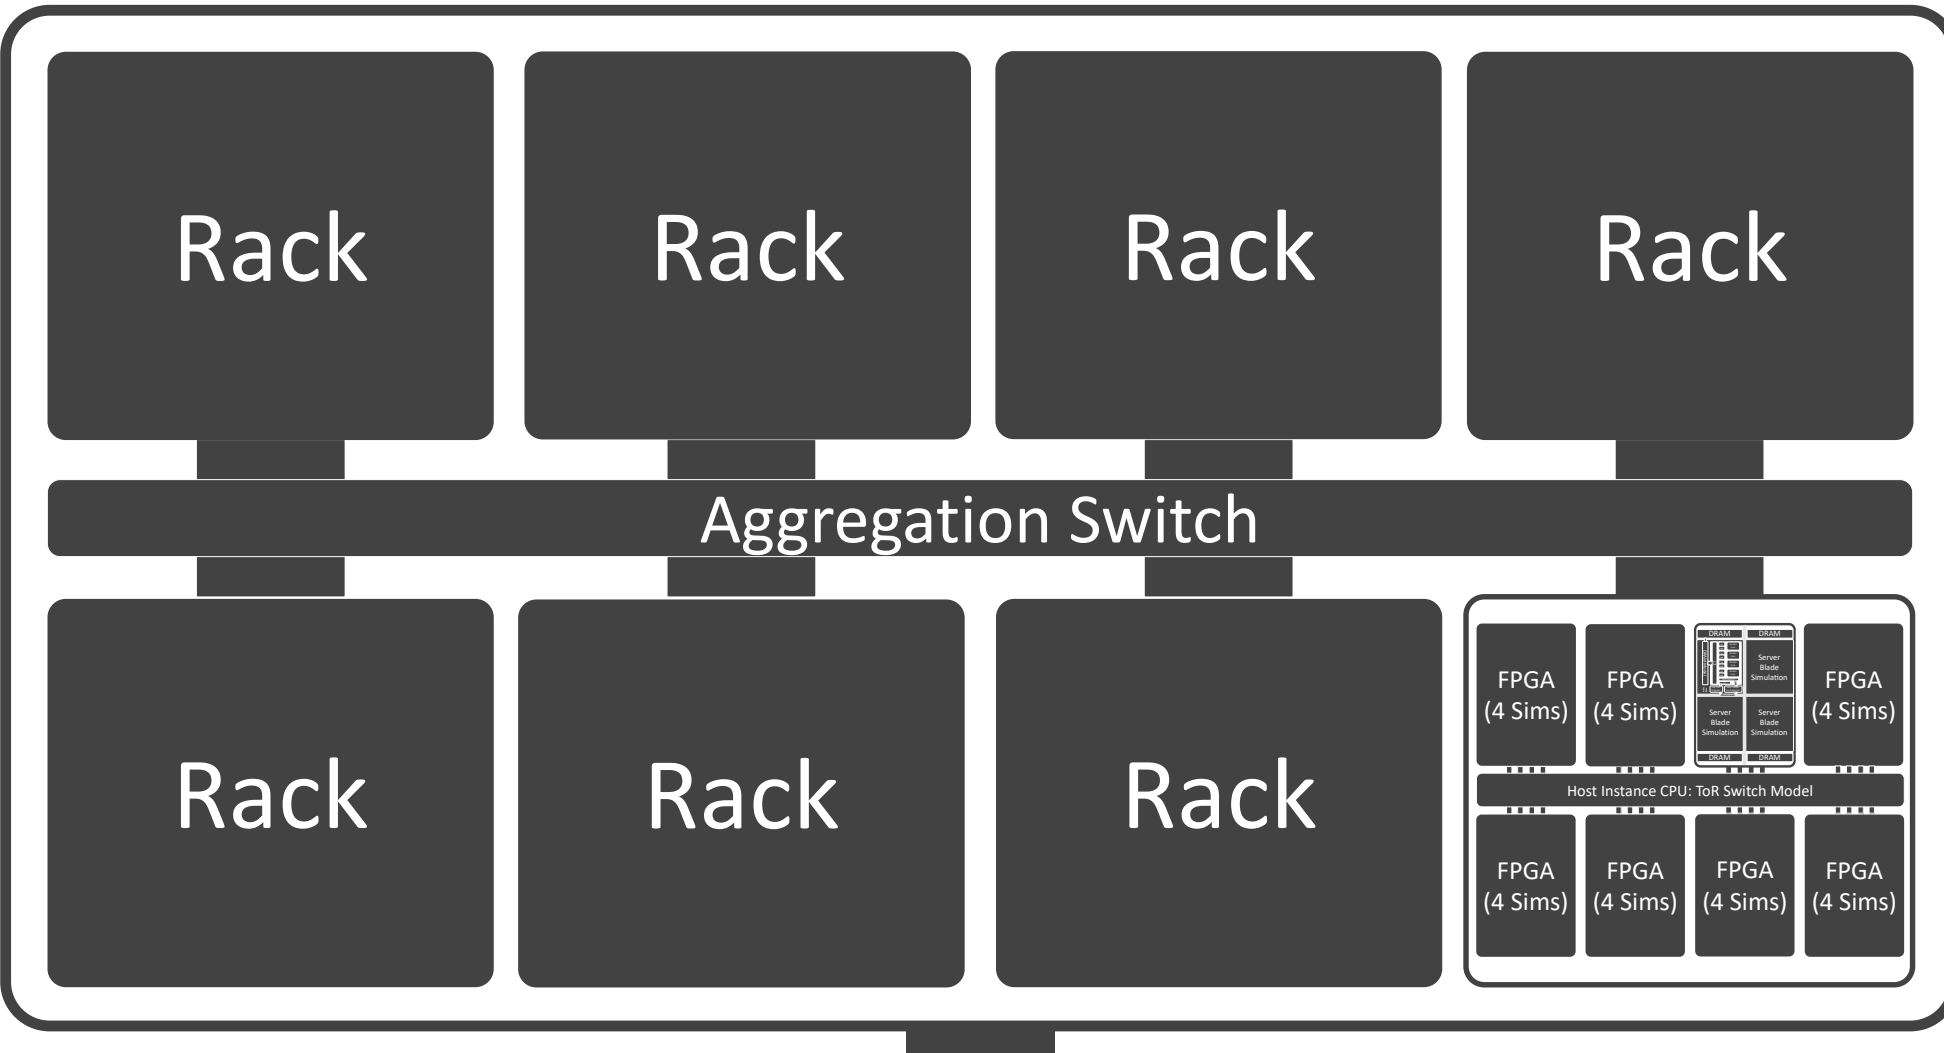 Rack
Rack
Rack
Rack
Aggregation Switch
Rack
Rack
Rack
FPGA
(4 Sims)
FPGA
(4 Sims)
DRAM
DRAM
Server
Blade
Simulation
Server
Blade
Simulation
Server
Blade
Simulation
DRAM
DRAM
FPGA
(4 Sims)
Host Instance CPU: ToR Switch Model
FPGA
(4 Sims)
FPGA
(4 Sims)
FPGA
(4 Sims)
FPGA
(4 Sims)